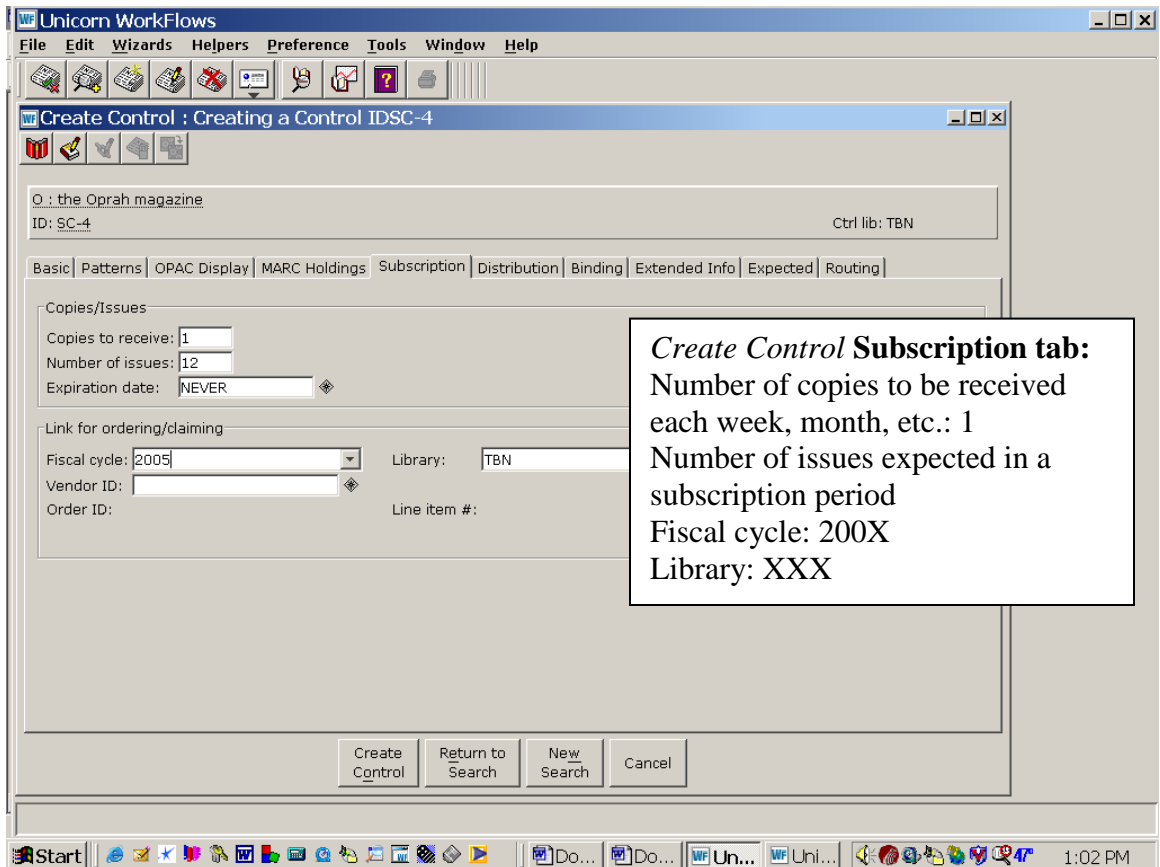 Unicorn WorkFlows
File Edit Wizards Helpers Preference Tools Window Help
Create Control : Creating a Control IDSC-4
O : the Oprah magazine
ID: SC-4 Ctrl lib: TBN
Basic Patterns OPAC Display MARC Holdings Subscription Distribution Binding Extended Info Expected Routing
Copies/Issues
Copies to receive: 1
Number of issues: 12
Expiration date: NEVER
Link for ordering/claiming
Fiscal cycle: 2005 Library: TBN
Vendor ID:
Order ID: Line item #:
Create Control Subscription tab:
Number of copies to be received
each week, month, etc.: 1
Number of issues expected in a
subscription period
Fiscal cycle: 200X
Library: XXX
Create Control
Return to Search
New Search
Cancel
Start Do... Do... Un... Uni... 47° 1:02 PM